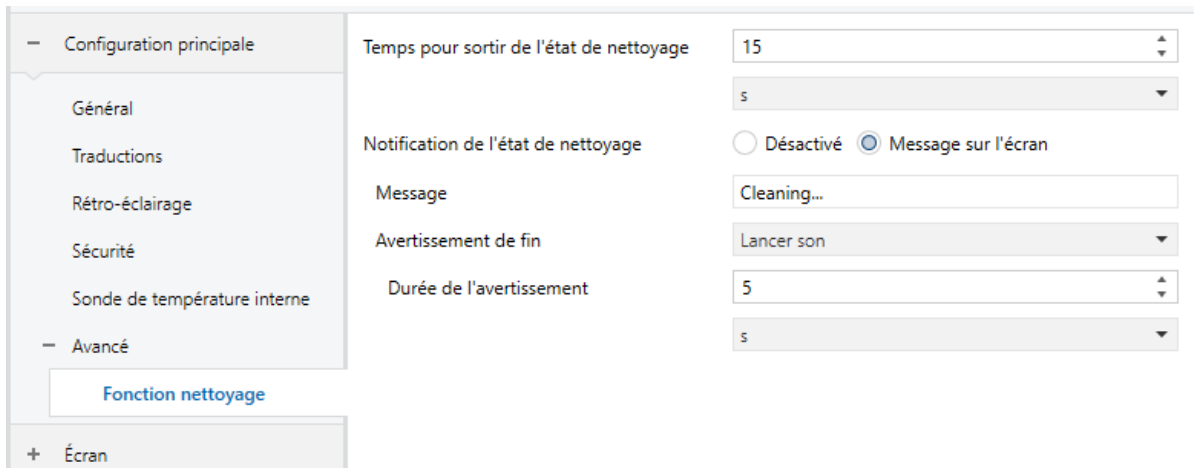 Configuration principale
Général
Traductions
Rétro-éclairage
Sécurité
Sonde de température interne
Avancé
Fonction nettoyage
Écran
Temps pour sortir de l'état de nettoyage 15
s
Notification de l'état de nettoyage Désactivé Message sur l'écran
Message Cleaning...
Avertissement de fin Lancer son
Durée de l'avertissement 5
s